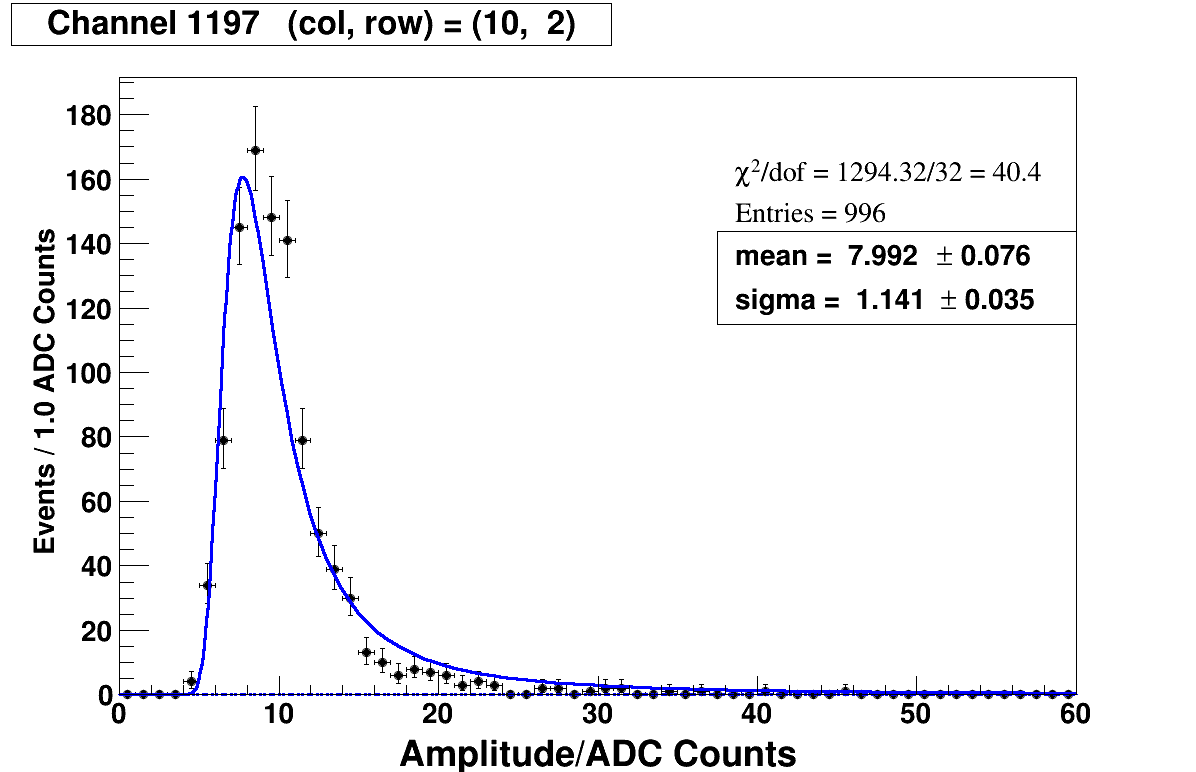 Channel 1197 (col, row) = (10, 2)
180
160
140
120
100
80
60
40
20
0
Events / 1.0 ADC Counts
χ²/dof = 1294.32/32 = 40.4
Entries = 996
mean = 7.992 ± 0.076
sigma = 1.141 ± 0.035
0 10 20 30 40 50 60
Amplitude/ADC Counts